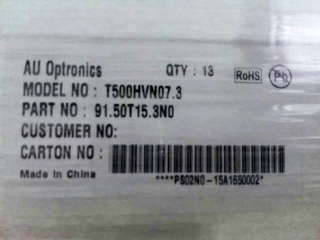 AU Optronics QTY : 13 RoHS Pb
MODEL NO : T500HVN07.3
PART NO : 91.50T15.3N0
CUSTOMER NO:
CARTON NO :
Made in China ****PS02N0-15A1650002*